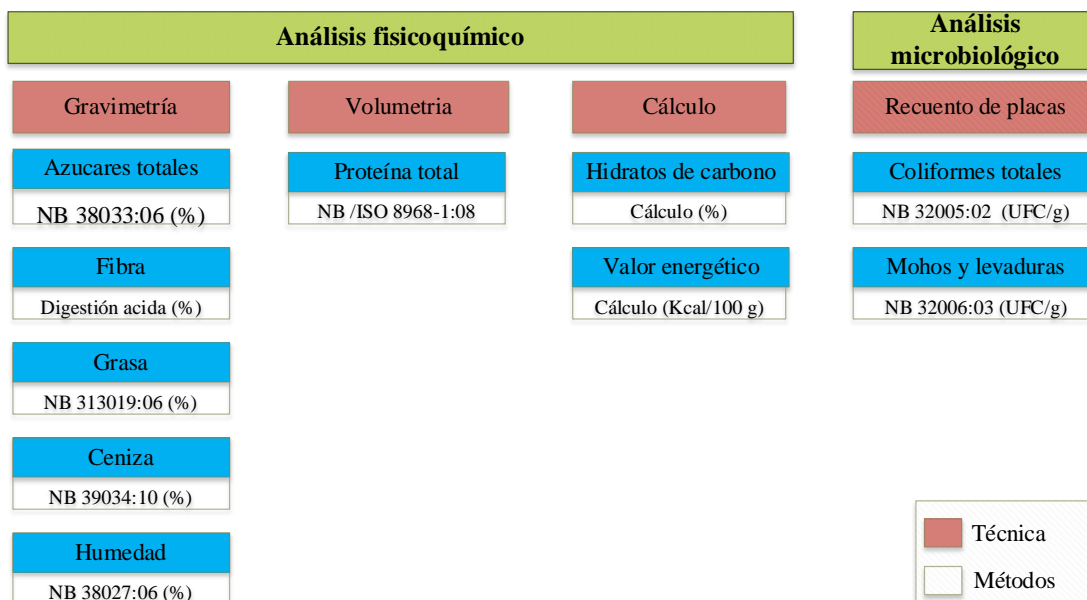 Análisis fisicoquímico
Gravimetría
Azucares totales
NB 38033:06 (%)
Fibra
Digestión acida (%)
Grasa
NB 313019:06 (%)
Ceniza
NB 39034:10 (%)
Humedad
NB 38027:06 (%)
Volumetria
Proteína total
NB /ISO 8968-1:08
Cálculo
Hidratos de carbono
Cálculo (%)
Valor energético
Cálculo (Kcal/100 g)
Análisis
microbiológico
Recuento de placas
Coliformes totales
NB 32005:02 (UFC/g)
Mohos y levaduras
NB 32006:03 (UFC/g)
Técnica
Métodos